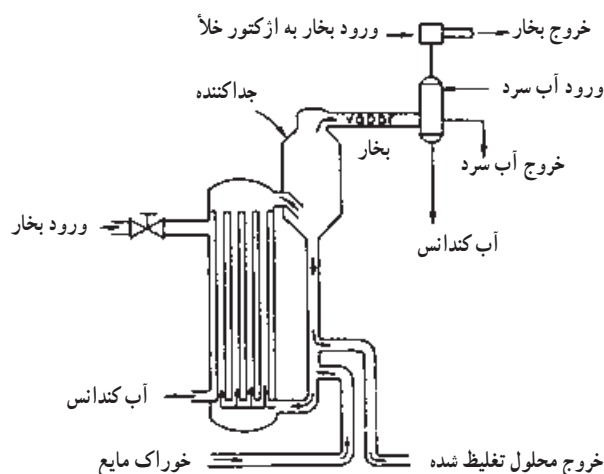 ورود بخار به اژکتور خلأ
خروج بخار
ورود آب سرد
جداکننده
VAPOR
بخار
خروج آب سرد
ورود بخار
آب کندانس
آب کندانس
خوراک مایع
خروج محلول تغلیظ شده